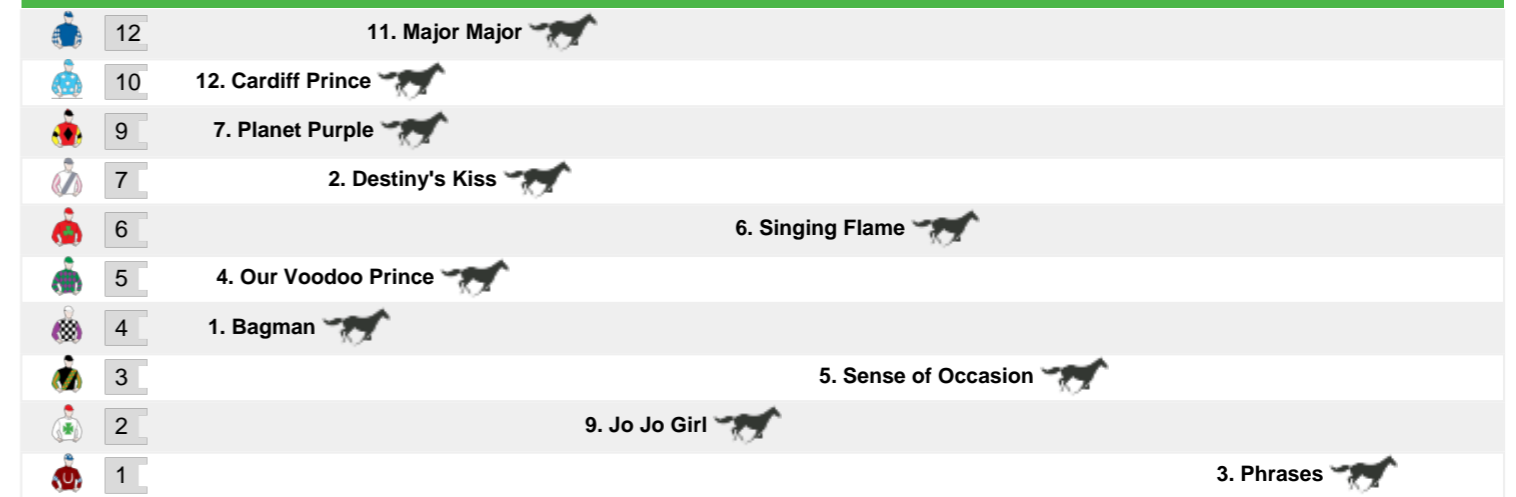 12 11. Major Major
10 12. Cardiff Prince
9 7. Planet Purple
7 2. Destiny's Kiss
6 6. Singing Flame
5 4. Our Voodoo Prince
4 1. Bagman
3 5. Sense of Occasion
2 9. Jo Jo Girl
1 3. Phrases